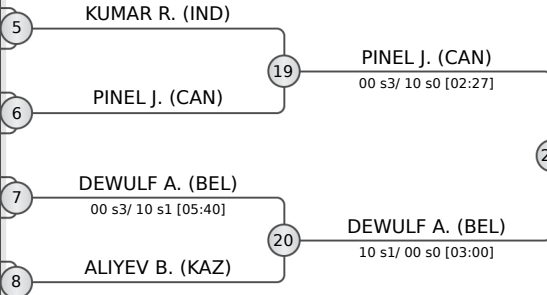 KUMAR R. (IND)
5
19
PINEL J. (CAN)
00 s3/ 10 s0 [02:27]
PINEL J. (CAN)
6
DEWULF A. (BEL)
7
00 s3/ 10 s1 [05:40]
20
DEWULF A. (BEL)
10 s1/ 00 s0 [03:00]
ALIYEV B. (KAZ)
8